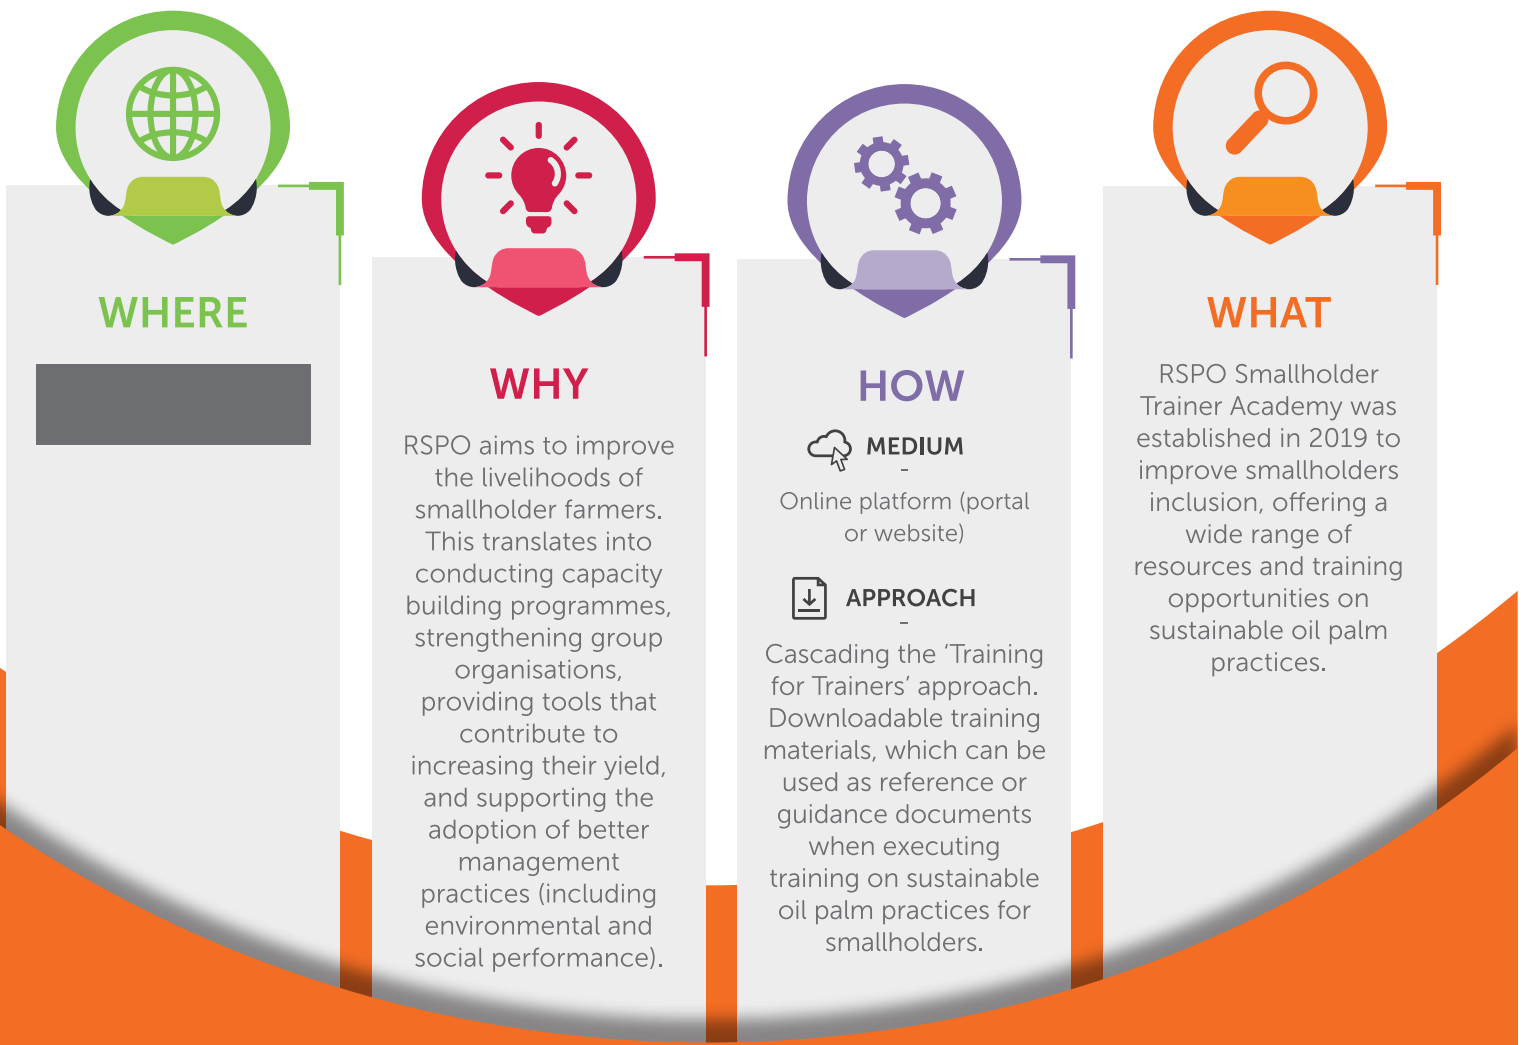 WHERE
WHY
RSPO aims to improve
the livelihoods of
smallholder farmers.
This translates into
conducting capacity
building programmes,
strengthening group
organisations,
providing tools that
contribute to
increasing their yield,
and supporting the
adoption of better
management
practices (including
environmental and
social performance).
HOW
MEDIUM
–
Online platform (portal
or website)
APPROACH
–
Cascading the ‘Training
for Trainers’ approach.
Downloadable training
materials, which can be
used as reference or
guidance documents
when executing
training on sustainable
oil palm practices for
smallholders.
WHAT
RSPO Smallholder
Trainer Academy was
established in 2019 to
improve smallholders
inclusion, offering a
wide range of
resources and training
opportunities on
sustainable oil palm
practices.